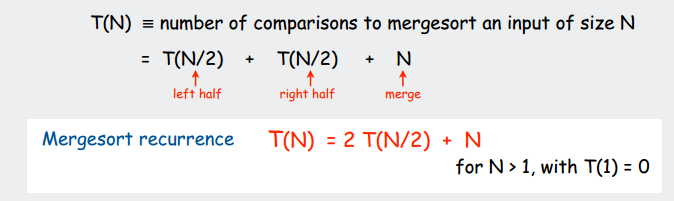 T(N) ≡ number of comparisons to mergesort an input of size N
= T(N/2) + T(N/2) + N
left half right half merge
Mergesort recurrence T(N) = 2 T(N/2) + N
for N > 1, with T(1) = 0